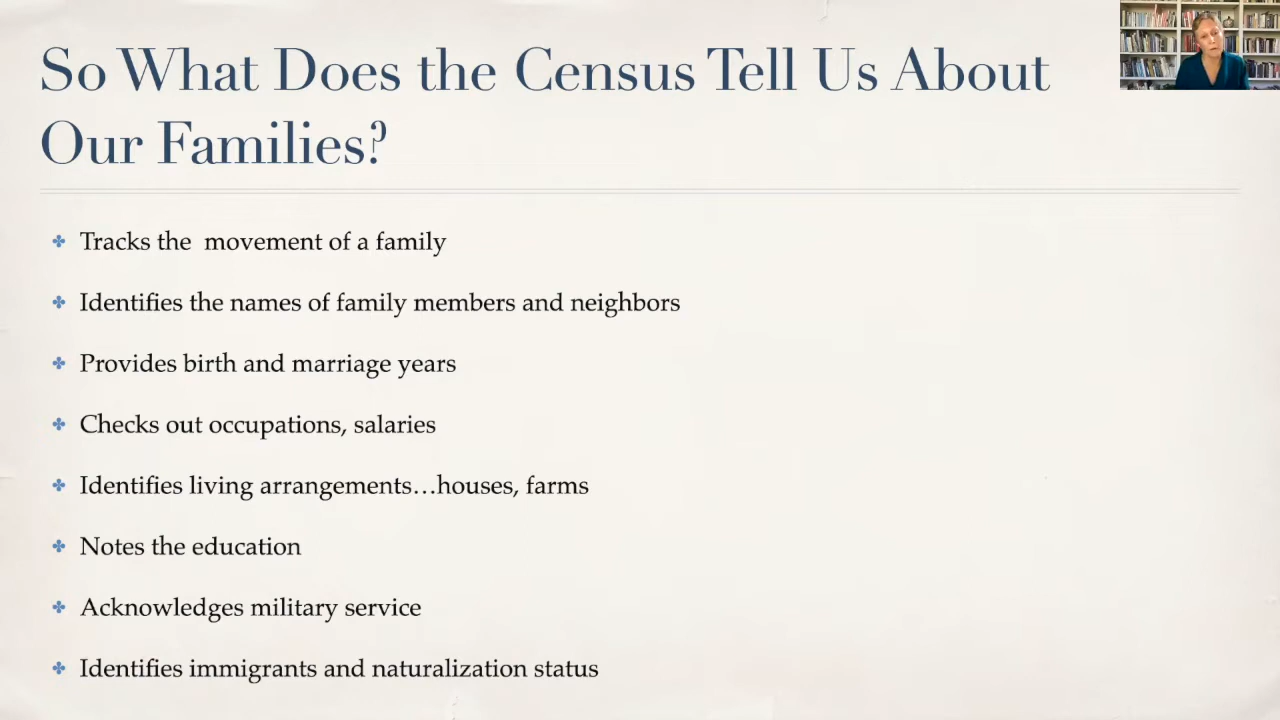 So What Does the Census Tell Us About
Our Families?
Tracks the  movement of a family
Identifies the names of family members and neighbors
Provides birth and marriage years
Checks out occupations, salaries
Identifies living arrangements…houses, farms
Notes the education
Acknowledges military service
Identifies immigrants and naturalization status